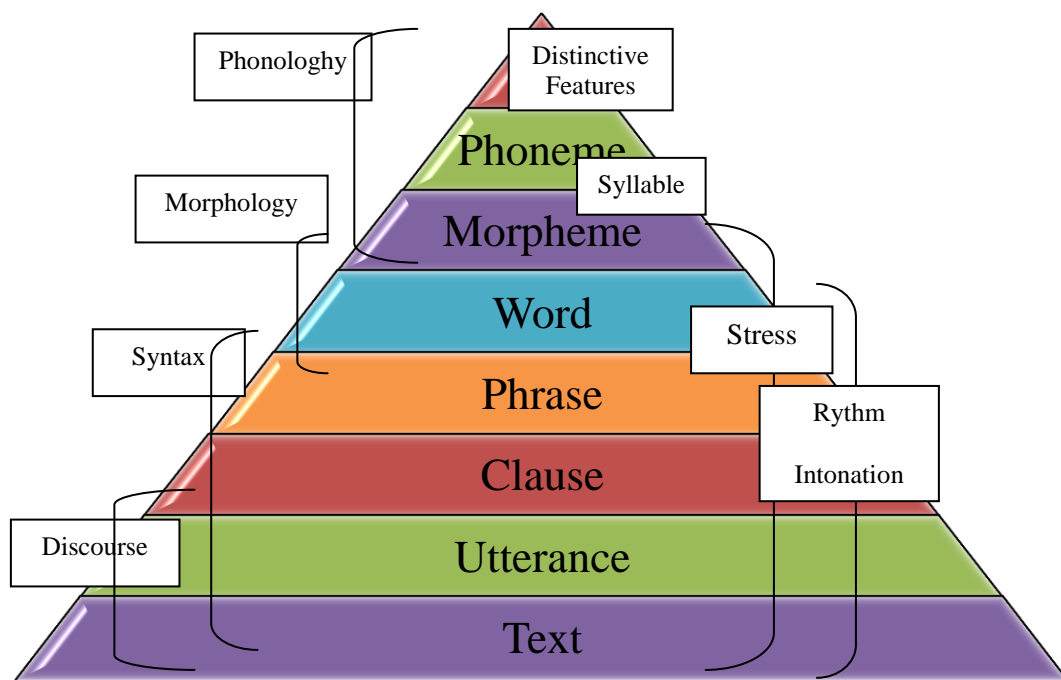 Phonologhy
Distinctive
Features
Phoneme
Syllable
Morphology
Morpheme
Word
Stress
Syntax
Phrase
Rythm
Clause
Intonation
Discourse
Utterance
Text